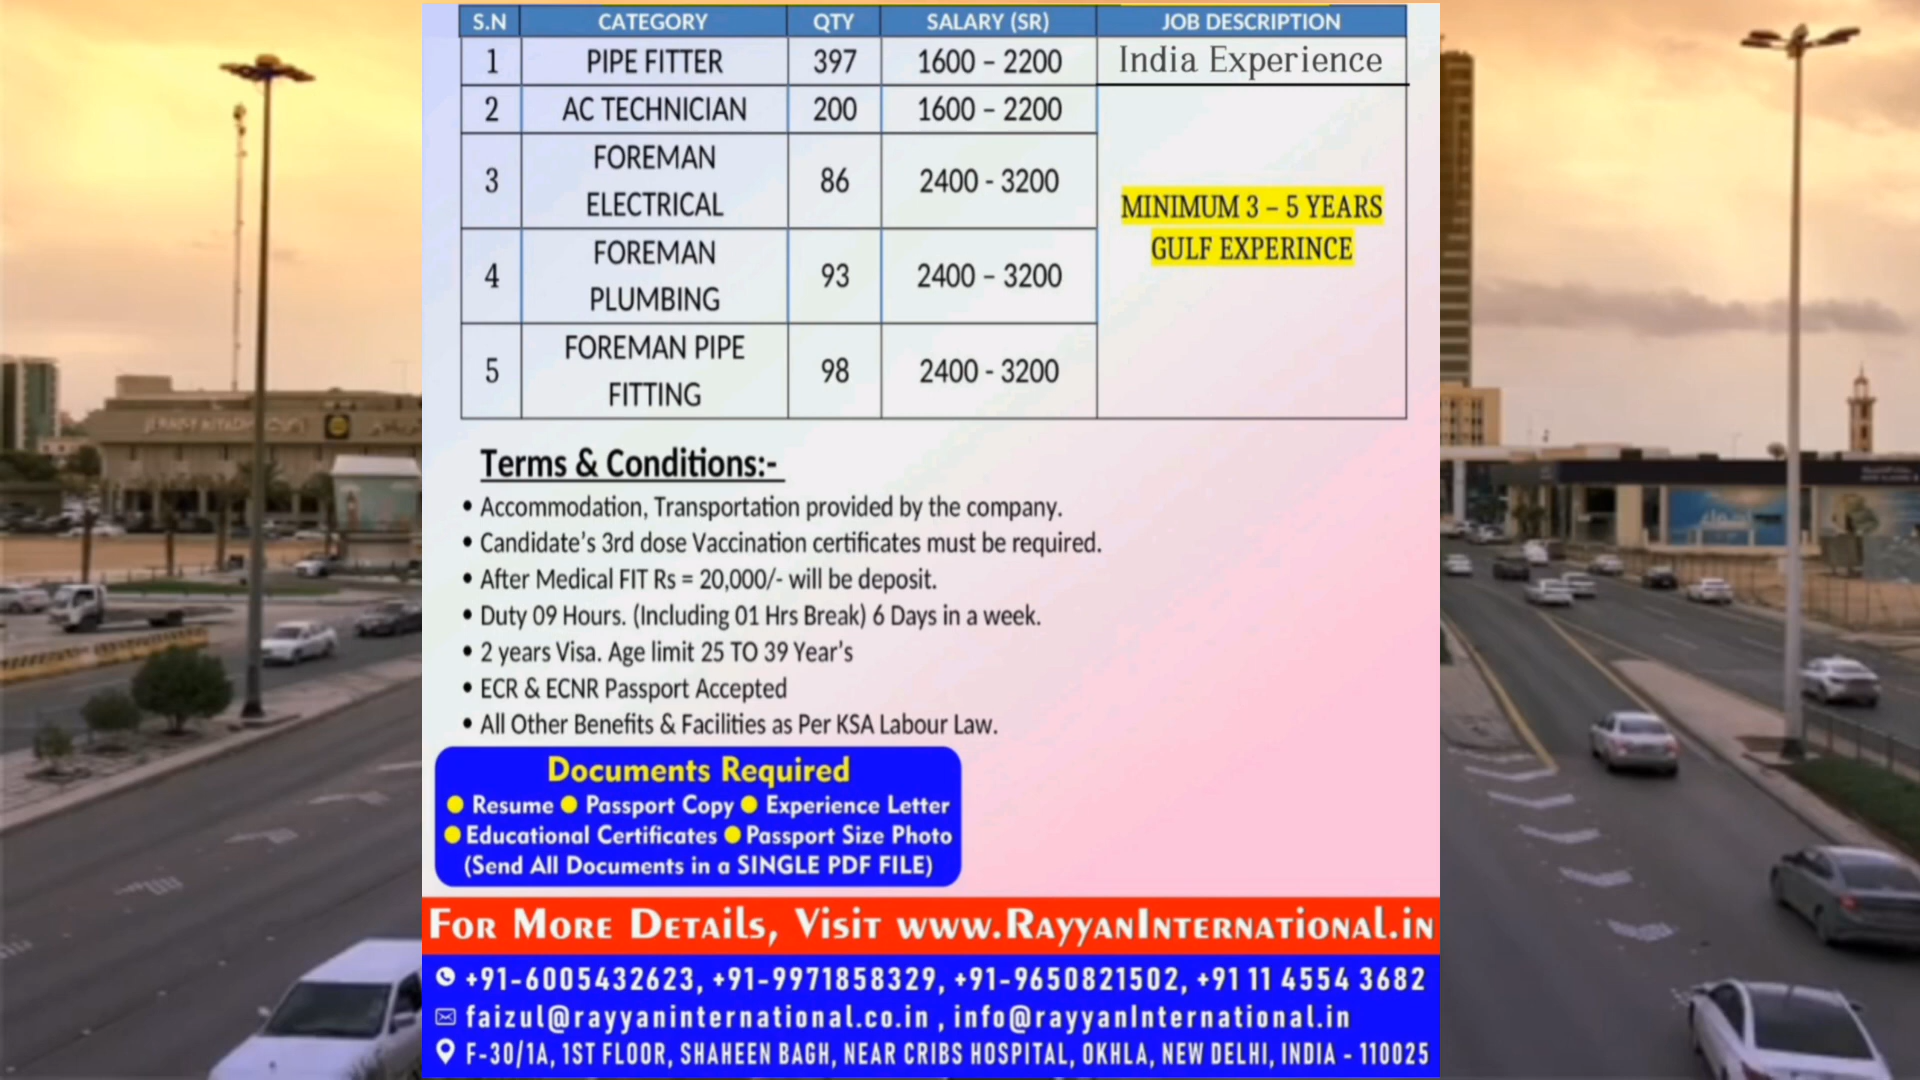 S.N CATEGORY QTY SALARY (SR) JOB DESCRIPTION
1 PIPE FITTER 397 1600 – 2200 India Experience
2 AC TECHNICIAN 200 1600 – 2200
3 FOREMAN ELECTRICAL 86 2400 - 3200
MINIMUM 3 – 5 YEARS
GULF EXPERINCE
4 FOREMAN PLUMBING 93 2400 – 3200
5 FOREMAN PIPE FITTING 98 2400 - 3200
Terms & Conditions:-
• Accommodation, Transportation provided by the company.
• Candidate's 3rd dose Vaccination certificates must be required.
• After Medical FIT Rs = 20,000/- will be deposit.
• Duty 09 Hours. (Including 01 Hrs Break) 6 Days in a week.
• 2 years Visa. Age limit 25 TO 39 Year's
• ECR & ECNR Passport Accepted
• All Other Benefits & Facilities as Per KSA Labour Law.
Documents Required
● Resume ● Passport Copy ● Experience Letter
● Educational Certificates ● Passport Size Photo
(Send All Documents in a SINGLE PDF FILE)
For More Details, Visit www.RayyanInternational.in
+91-6005432623, +91-9971858329, +91-9650821502, +91 11 4554 3682
faizul@rayyaninternational.co.in , info@rayyanInternational.in
F-30/1A, 1ST FLOOR, SHAHEEN BAGH, NEAR CRIBS HOSPITAL, OKHLA, NEW DELHI, INDIA - 110025